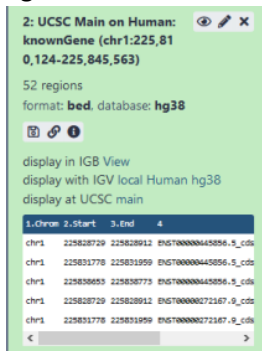 2: UCSC Main on Human:
knownGene (chr1:225,81
0,124-225,845,563)
52 regions
format: bed, database: hg38
display in IGB View
display with IGV local Human hg38
display at UCSC main
1.Chrom 2.Start 3.End 4
chr1 225828729 225828912 ENST00000445856.5_cds
chr1 225831778 225831959 ENST00000445856.5_cds
chr1 225838653 225838773 ENST00000445856.5_cds
chr1 225828729 225828912 ENST00000272167.9_cds
chr1 225831778 225831959 ENST00000272167.9_cds